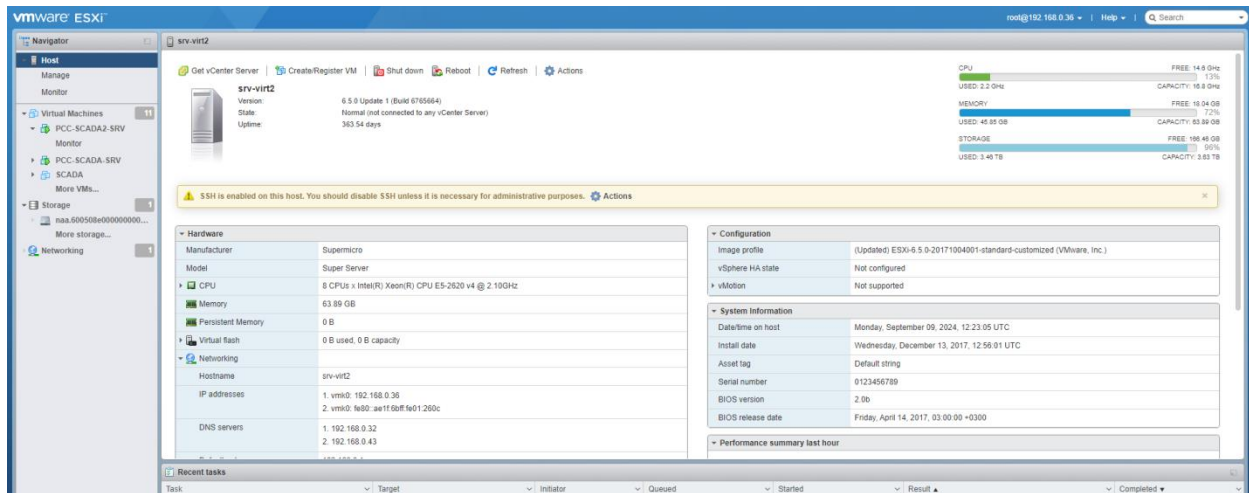 vmware ESXi
root@192.168.0.36 | Help | Search
Navigator
srv-virt2
Host
Manage
Monitor
Virtual Machines 11
PCC-SCADA2-SRV
Monitor
PCC-SCADA-SRV
SCADA
More VMs...
Storage 1
naa.600508e000000000...
More storage...
Networking 1
Get vCenter Server | Create/Register VM | Shut down Reboot | Refresh | Actions
srv-virt2
Version: 6.5.0 Update 1 (Build 6765664)
State: Normal (not connected to any vCenter Server)
Uptime: 363.54 days
CPU FREE: 14.6 GHz
13%
USED: 2.2 GHz CAPACITY: 16.8 GHz
MEMORY FREE: 18.04 GB
72%
USED: 45.85 GB CAPACITY: 63.89 GB
STORAGE FREE: 166.46 GB
96%
USED: 3.46 TB CAPACITY: 3.63 TB
SSH is enabled on this host. You should disable SSH unless it is necessary for administrative purposes. Actions
Hardware
Manufacturer Supermicro
Model Super Server
CPU 8 CPUs x Intel(R) Xeon(R) CPU E5-2620 v4 @ 2.10GHz
Memory 63.89 GB
Persistent Memory 0 B
Virtual flash 0 B used, 0 B capacity
Networking
Hostname srv-virt2
IP addresses 1. vmk0: 192.168.0.36
2. vmk0: fe80::ae1f:6bff:fe01:260c
DNS servers 1. 192.168.0.32
2. 192.168.0.43
Configuration
Image profile (Updated) ESXi-6.5.0-20171004001-standard-customized (VMware, Inc.)
vSphere HA state Not configured
vMotion Not supported
System Information
Date/time on host Monday, September 09, 2024, 12:23:05 UTC
Install date Wednesday, December 13, 2017, 12:56:01 UTC
Asset tag Default string
Serial number 0123456789
BIOS version 2.0b
BIOS release date Friday, April 14, 2017, 03:00:00 +0300
Performance summary last hour
Recent tasks
Task Target Initiator Queued Started Result Completed